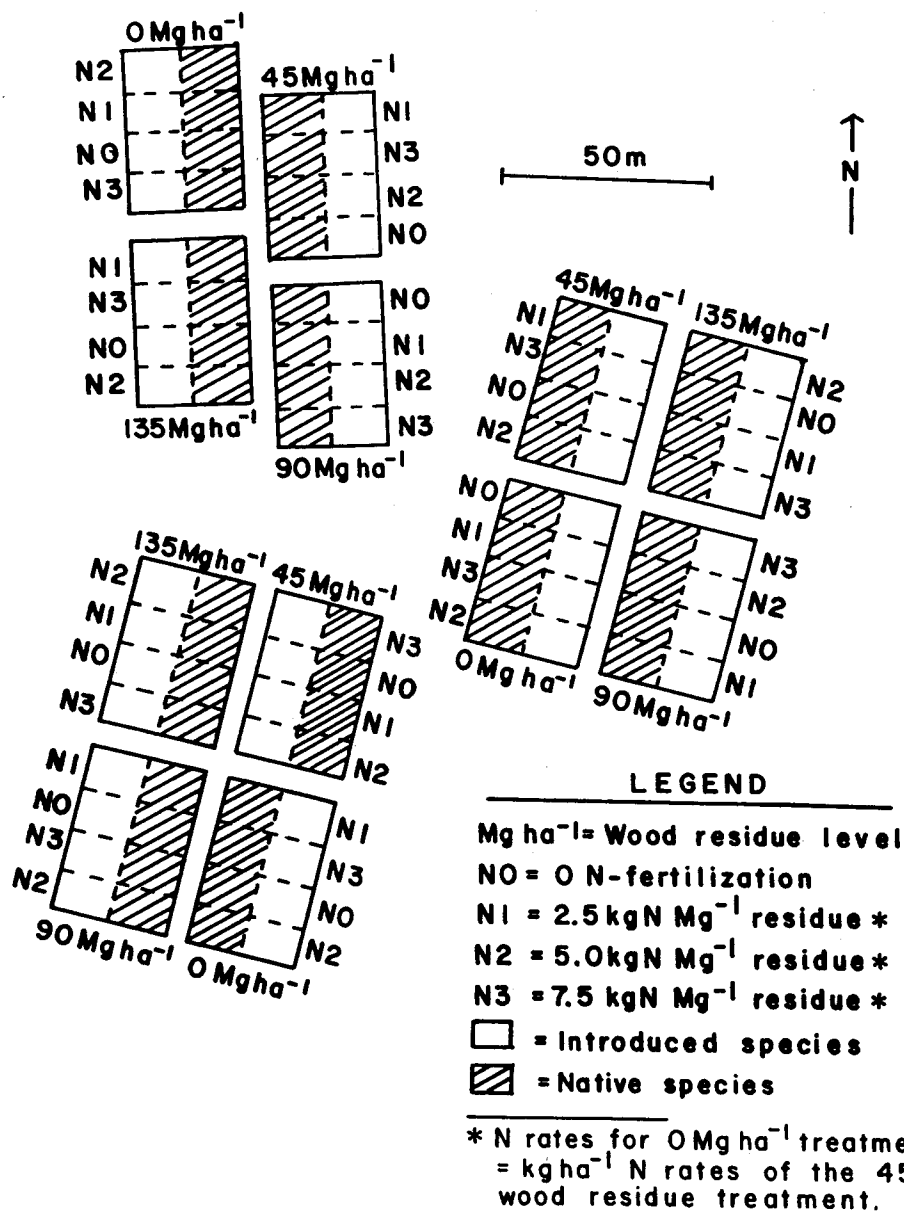 0 Mg ha⁻¹
N2
N1
N0
N3
45 Mg ha⁻¹
N1
N3
N2
N0
N1
N3
N0
N2
135 Mg ha⁻¹
N0
N1
N2
N3
90 Mg ha⁻¹
50 m
N
45 Mg ha⁻¹
N1
N3
N0
N2
135 Mg ha⁻¹
N2
N0
N1
N3
N0
N1
N3
N2
0 Mg ha⁻¹
N3
N2
N0
N1
90 Mg ha⁻¹
135 Mg ha⁻¹
N2
N1
N0
N3
45 Mg ha⁻¹
N3
N0
N1
N2
N1
N0
N3
N2
90 Mg ha⁻¹
N1
N3
N0
N2
0 Mg ha⁻¹
LEGEND
Mg ha⁻¹ = Wood residue level
N0 = 0 N-fertilization
N1 = 2.5 kgN Mg⁻¹ residue *
N2 = 5.0 kgN Mg⁻¹ residue *
N3 = 7.5 kgN Mg⁻¹ residue *
= Introduced species
= Native species
* N rates for 0 Mg ha⁻¹ treatme
= kg ha⁻¹ N rates of the 45
wood residue treatment.